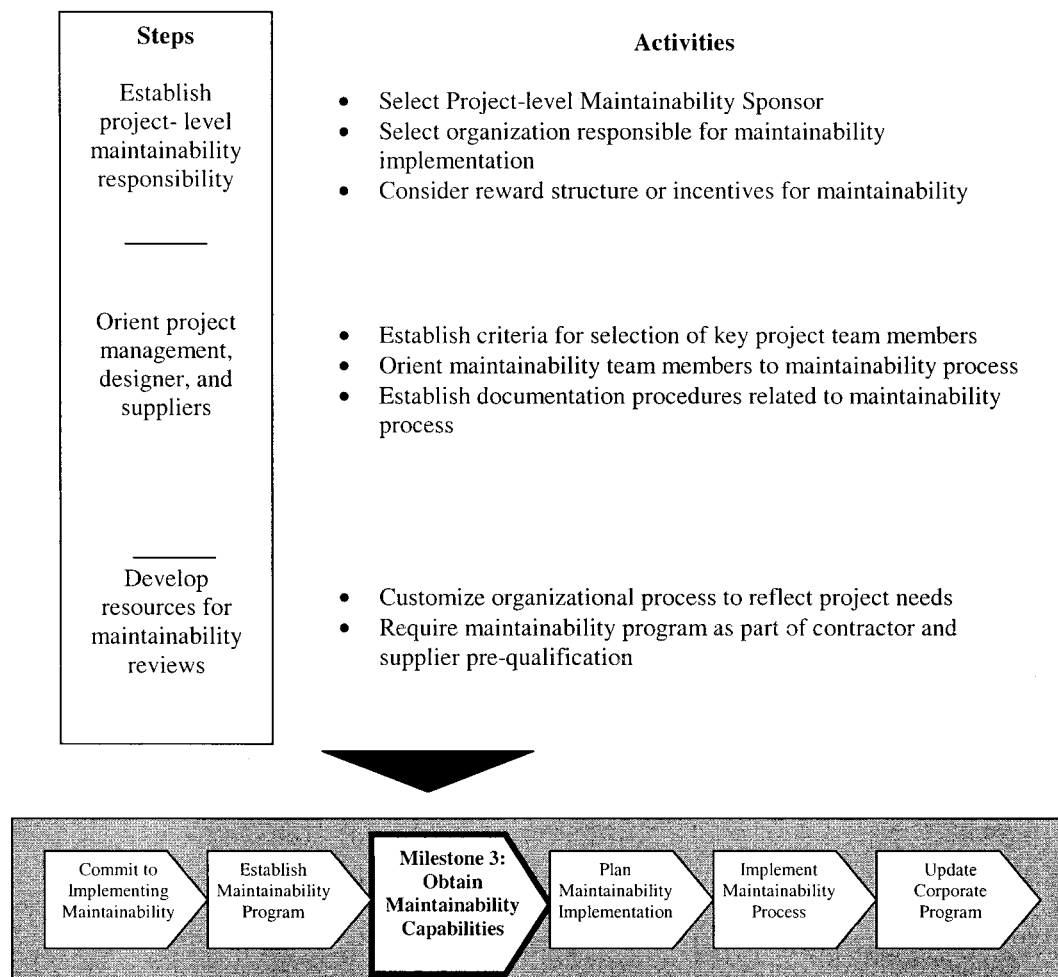 Steps
Activities
Establish
project- level
maintainability
responsibility
• Select Project-level Maintainability Sponsor
• Select organization responsible for maintainability
implementation
• Consider reward structure or incentives for maintainability
Orient project
management,
designer, and
suppliers
• Establish criteria for selection of key project team members
• Orient maintainability team members to maintainability process
• Establish documentation procedures related to maintainability
process
Develop
resources for
maintainability
reviews
• Customize organizational process to reflect project needs
• Require maintainability program as part of contractor and
supplier pre-qualification
Commit to
Implementing
Maintainability
Establish
Maintainability
Program
Milestone 3:
Obtain
Maintainability
Capabilities
Plan
Maintainability
Implementation
Implement
Maintainability
Process
Update
Corporate
Program